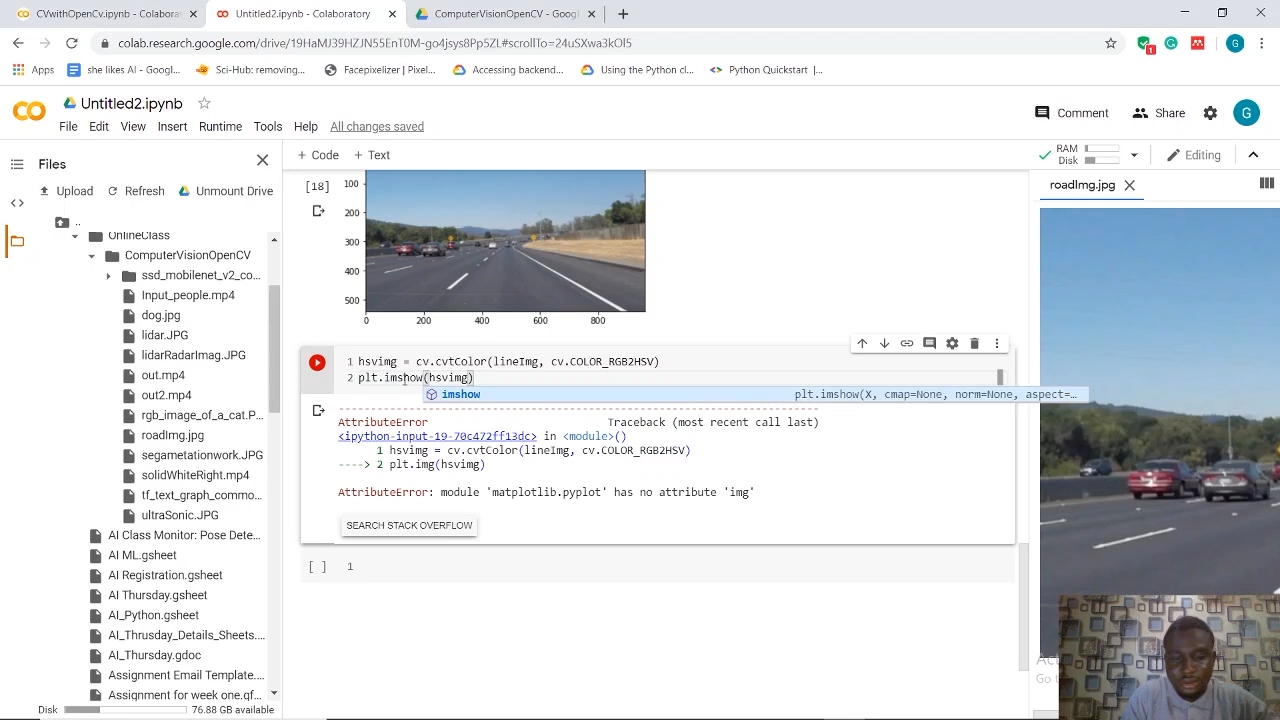 CVwithOpenCv.ipynb - Colaborat
Untitled2.ipynb - Colaboratory
ComputerVisionOpenCV - Goog
colab.research.google.com/drive/19HaMJ39HZJN55EnT0M-go4jsys8Pp5ZL#scrollTo=24uSXwa3kOI5
1
G
Apps
she likes AI - Googl...
Sci-Hub: removing...
Facepixelizer | Pixel...
Accessing backend...
Using the Python cl...
Python Quickstart |...
Untitled2.ipynb
Comment
Share
G
File Edit View Insert Runtime Tools Help All changes saved
Files
+ Code + Text
RAM
Disk
Editing
Upload Refresh Unmount Drive
roadImg.jpg
..
OnlineClass
ComputerVisionOpenCV
ssd_mobilenet_v2_co...
Input_people.mp4
dog.jpg
lidar.JPG
lidarRadarImag.JPG
out.mp4
out2.mp4
rgb_image_of_a_cat.P...
roadImg.jpg
segametationwork.JPG
solidWhiteRight.mp4
tf_text_graph_commo...
ultraSonic.JPG
AI Class Monitor: Pose Dete...
AI ML.gsheet
AI Registration.gsheet
AI Thursday.gsheet
AI_Python.gsheet
AI_Thrusday_Details_Sheets....
AI_Thursday.gdoc
Assignment Email Template....
Assignment for week one.gf...
Disk 76.88 GB available
[18]
100
200
300
400
500
0 200 400 600 800
1 hsvimg = cv.cvtColor(lineImg, cv.COLOR_RGB2HSV)
2 plt.imshow(hsvimg)
imshow plt.imshow(X, cmap=None, norm=None, aspect=...
AttributeError Traceback (most recent call last)
<ipython-input-19-70c472ff13dc> in <module>()
1 hsvimg = cv.cvtColor(lineImg, cv.COLOR_RGB2HSV)
----> 2 plt.img(hsvimg)
AttributeError: module 'matplotlib.pyplot' has no attribute 'img'
SEARCH STACK OVERFLOW
[ ] 1
Go t